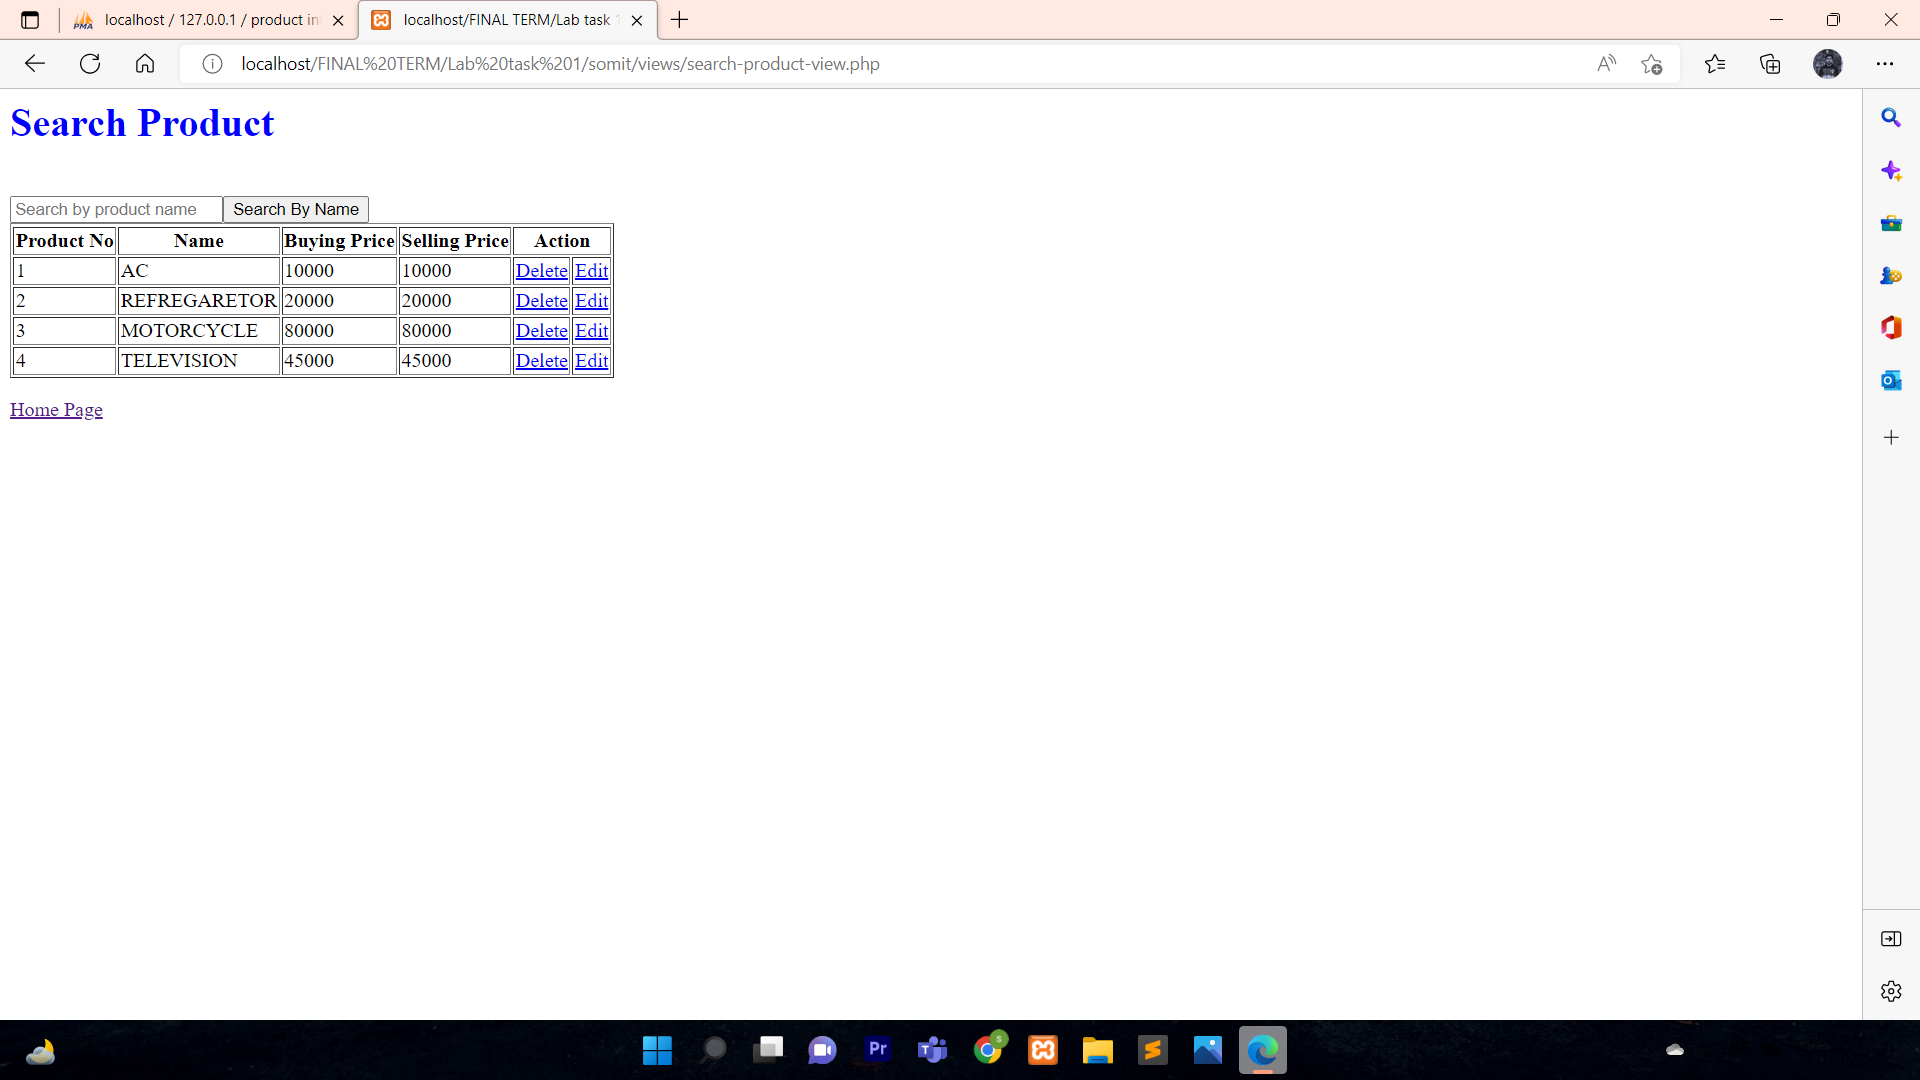 localhost / 127.0.0.1 / product in
localhost/FINAL TERM/Lab task 1
localhost/FINAL%20TERM/Lab%20task%201/somit/views/search-product-view.php
Search Product
Search by product name Search By Name
Product No Name Buying Price Selling Price Action
1 AC 10000 10000 Delete Edit
2 REFREGARETOR 20000 20000 Delete Edit
3 MOTORCYCLE 80000 80000 Delete Edit
4 TELEVISION 45000 45000 Delete Edit
Home Page